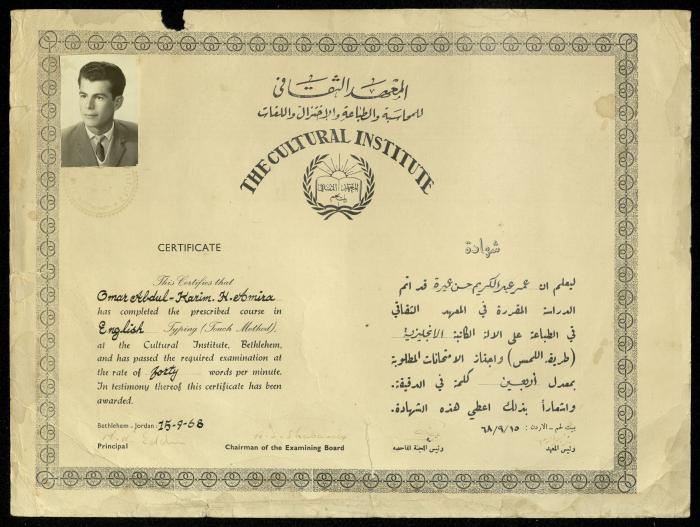 المعهد الثقافي
للمحاسبة والطباعة والاختزال واللغات
THE CULTURAL INSTITUTE
CERTIFICATE
This Certifies that
Omar Abdul-Karim. H. Amira
has completed the prescribed course in
English Typing (Touch Method),
at the Cultural Institute, Bethlehem,
and has passed the required examination at
the rate of Forty words per minute.
In testimony thereof this certificate has been
awarded.
Bethlehem - Jordan : 15-9-68
Principal
Chairman of the Examining Board
شهادة
ليعلم ان عمر عبد الكريم حسن عميرة قد اتم
الدراسة المقررة في المعهد الثقافي
في الطباعة على الالة الكاتبة الانجليزية
(طريقة اللمس) واجتاز الامتحانات المطلوبة
بمعدل أربعين كلمة في الدقيقة.
واشعاراً بذلك اعطي هذه الشهادة.
بيت لحم - الاردن : ٦٨/٩/١٥
رئيس المعهد
رئيس اللجنة الفاحصة